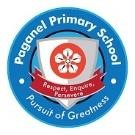 Paganel Primary School
Respect, Enquire,
Persevere
Pursuit of Greatness